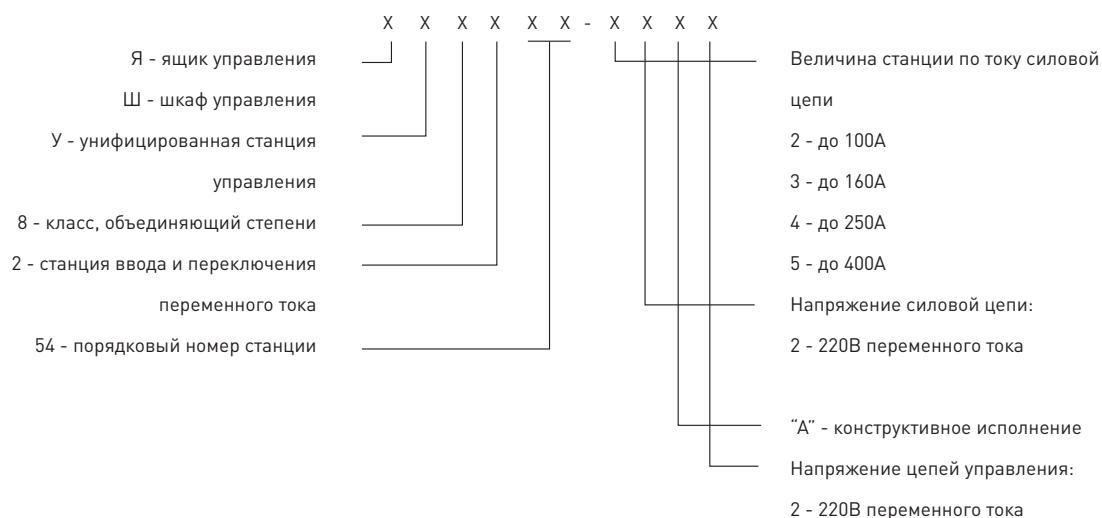 Х Х Х Х Х Х - Х Х Х Х
Я - ящик управления
Ш - шкаф управления
У - унифицированная станция
управления
8 - класс, объединяющий степени
2 - станция ввода и переключения
переменного тока
54 - порядковый номер станции
Величина станции по току силовой
цепи
2 - до 100А
3 - до 160А
4 - до 250А
5 - до 400А
Напряжение силовой цепи:
2 - 220В переменного тока
“А” - конструктивное исполнение
Напряжение цепей управления:
2 - 220В переменного тока